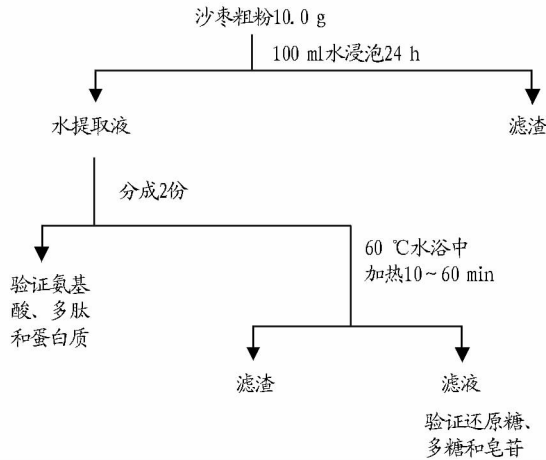 沙枣粗粉10.0 g
100 ml水浸泡24 h
水提取液
滤渣
分成2份
60 ℃水浴中
加热10~60 min
验证氨基
酸、多肽
和蛋白质
滤渣
滤液
验证还原糖、
多糖和皂苷